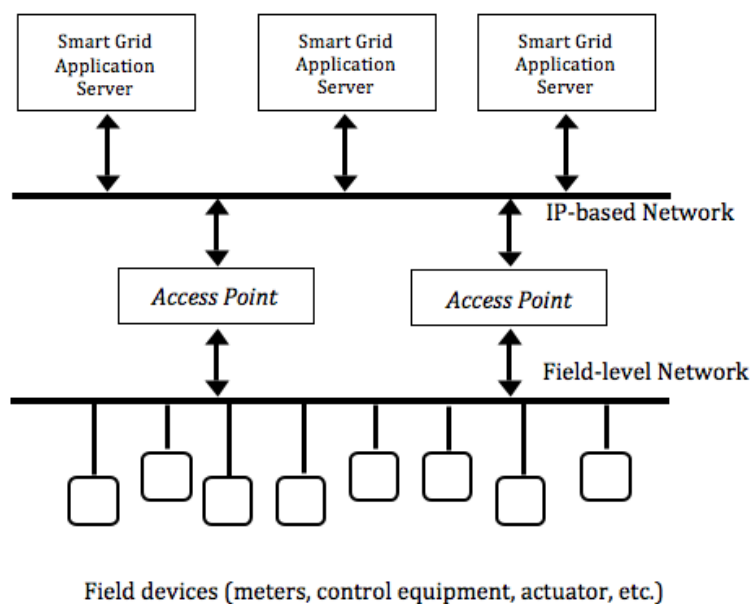 Smart Grid
Application
Server
Smart Grid
Application
Server
Smart Grid
Application
Server
IP-based Network
Access Point
Access Point
Field-level Network
Field devices (meters, control equipment, actuator, etc.)